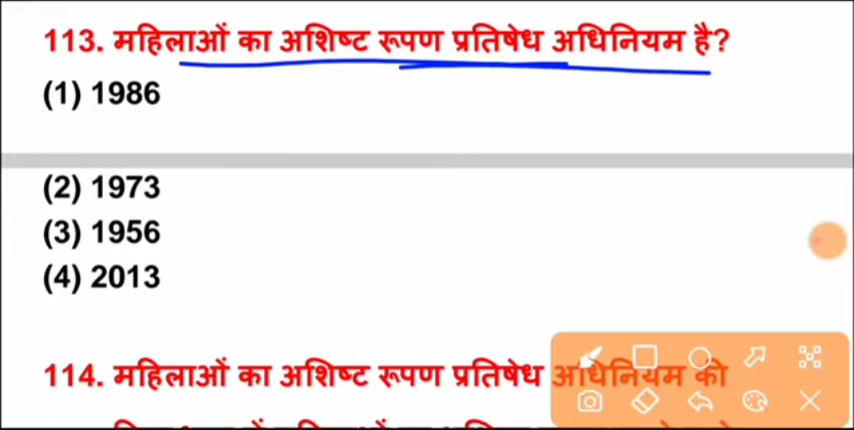 113. महिलाओं का अशिष्ट रूपण प्रतिषेध अधिनियम है?
(1) 1986
(2) 1973
(3) 1956
(4) 2013
114. महिलाओं का अशिष्ट रूपण प्रतिषेध अधिनियम की